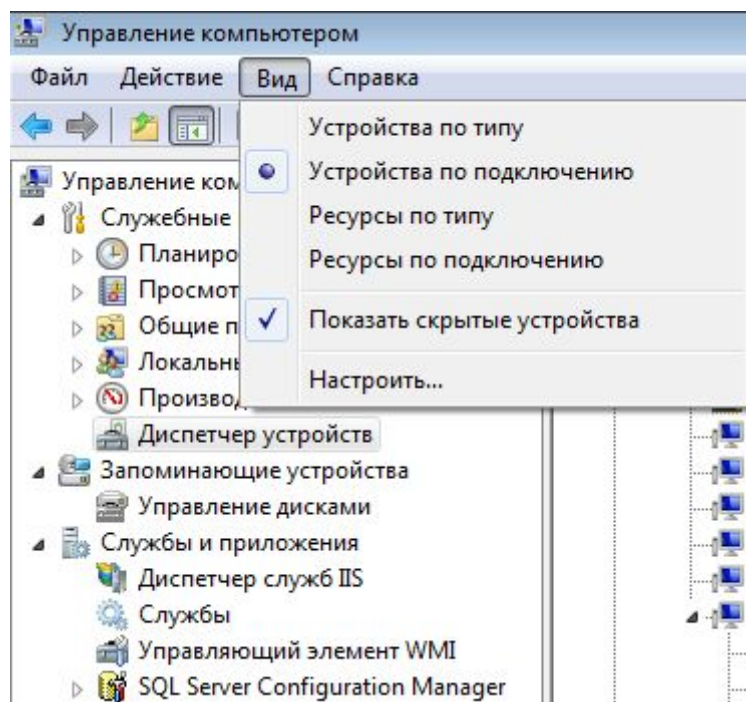 Управление компьютером
Файл Действие Вид Справка
Устройства по типу
Устройства по подключению
Ресурсы по типу
Ресурсы по подключению
Показать скрытые устройства
Настроить...
Управление ком
Служебные
Планиро
Просмот
Общие п
Локальн
Производ
Диспетчер устройств
Запоминающие устройства
Управление дисками
Службы и приложения
Диспетчер служб IIS
Службы
Управляющий элемент WMI
SQL Server Configuration Manager